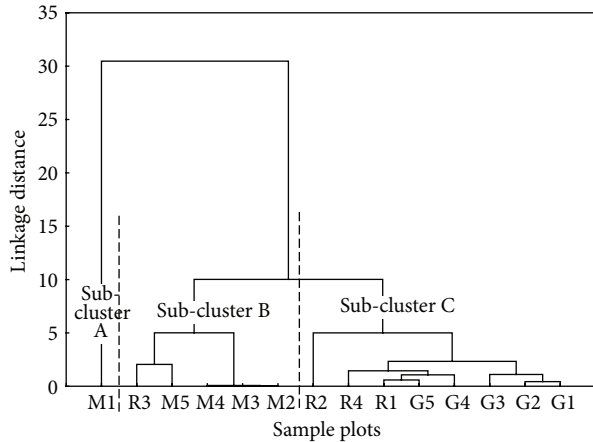 Linkage distance
35
30
25
20
15
10
5
0
Sub-
cluster
A
Sub-cluster B
Sub-cluster C
M1 R3 M5 M4 M3 M2 R2 R4 R1 G5 G4 G3 G2 G1
Sample plots